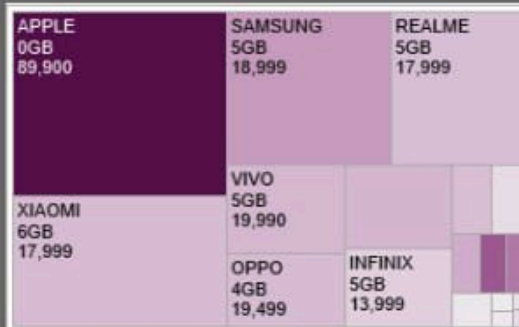 APPLE
0GB
89,900
SAMSUNG
5GB
18,999
REALME
5GB
17,999
XIAOMI
6GB
17,999
VIVO
5GB
19,990
OPPO
4GB
19,499
INFINIX
5GB
13,999